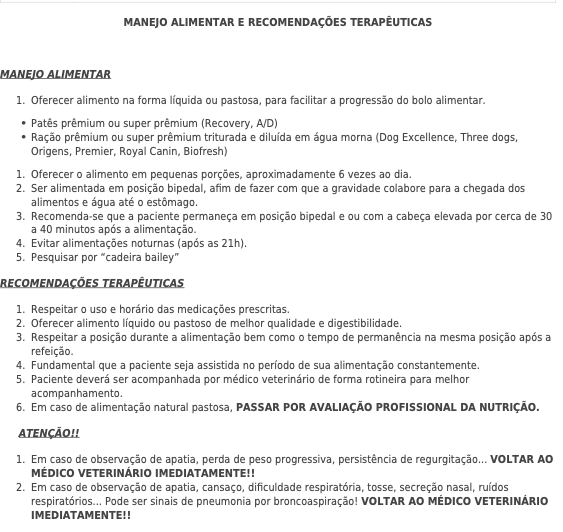 MANEJO ALIMENTAR E RECOMENDAÇÕES TERAPÊUTICAS
MANEJO ALIMENTAR
1. Oferecer alimento na forma líquida ou pastosa, para facilitar a progressão do bolo alimentar.
• Patês prêmium ou super prêmium (Recovery, A/D)
• Ração prêmium ou super prêmium triturada e diluída em água morna (Dog Excellence, Three dogs,
Origens, Premier, Royal Canin, Biofresh)
1. Oferecer o alimento em pequenas porções, aproximadamente 6 vezes ao dia.
2. Ser alimentada em posição bipedal, afim de fazer com que a gravidade colabore para a chegada dos
alimentos e água até o estômago.
3. Recomenda-se que a paciente permaneça em posição bipedal e ou com a cabeça elevada por cerca de 30
a 40 minutos após a alimentação.
4. Evitar alimentações noturnas (após as 21h).
5. Pesquisar por “cadeira bailey”
RECOMENDAÇÕES TERAPÊUTICAS
1. Respeitar o uso e horário das medicações prescritas.
2. Oferecer alimento líquido ou pastoso de melhor qualidade e digestibilidade.
3. Respeitar a posição durante a alimentação bem como o tempo de permanência na mesma posição após a
refeição.
4. Fundamental que a paciente seja assistida no período de sua alimentação constantemente.
5. Paciente deverá ser acompanhada por médico veterinário de forma rotineira para melhor
acompanhamento.
6. Em caso de alimentação natural pastosa, PASSAR POR AVALIAÇÃO PROFISSIONAL DA NUTRIÇÃO.
ATENÇÃO!!
1. Em caso de observação de apatia, perda de peso progressiva, persistência de regurgitação... VOLTAR AO
MÉDICO VETERINÁRIO IMEDIATAMENTE!!
2. Em caso de observação de apatia, cansaço, dificuldade respiratória, tosse, secreção nasal, ruídos
respiratórios... Pode ser sinais de pneumonia por broncoaspiração! VOLTAR AO MÉDICO VETERINÁRIO
IMEDIATAMENTE!!